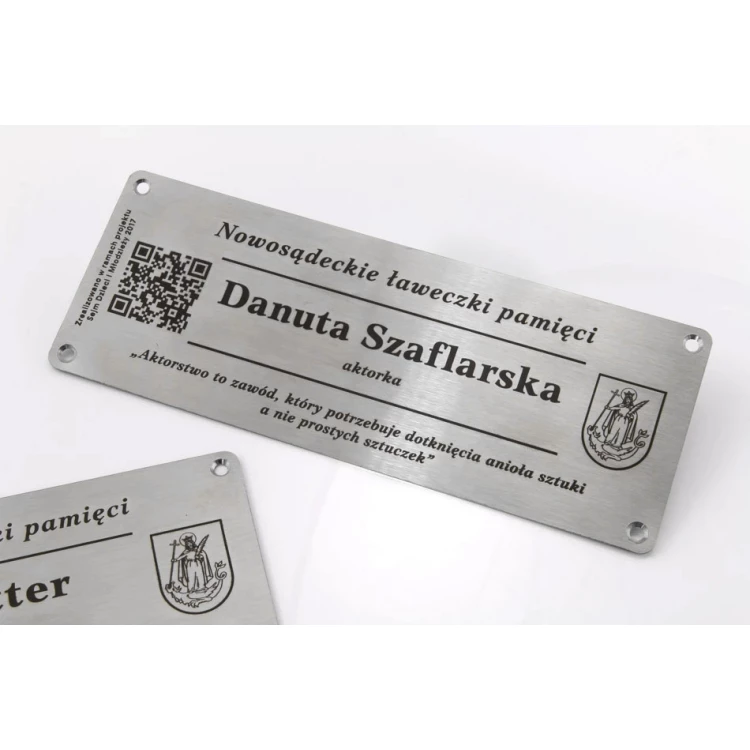 Zrealizowano w ramach projektu
Sejm Dzieci i Młodzieży 2017
Nowosądeckie ławeczki pamięci
Danuta Szaflarska
aktorka
„Aktorstwo to zawód, który potrzebuje dotknięcia anioła sztuki
a nie prostych sztuczek”
ki pamięci
tter